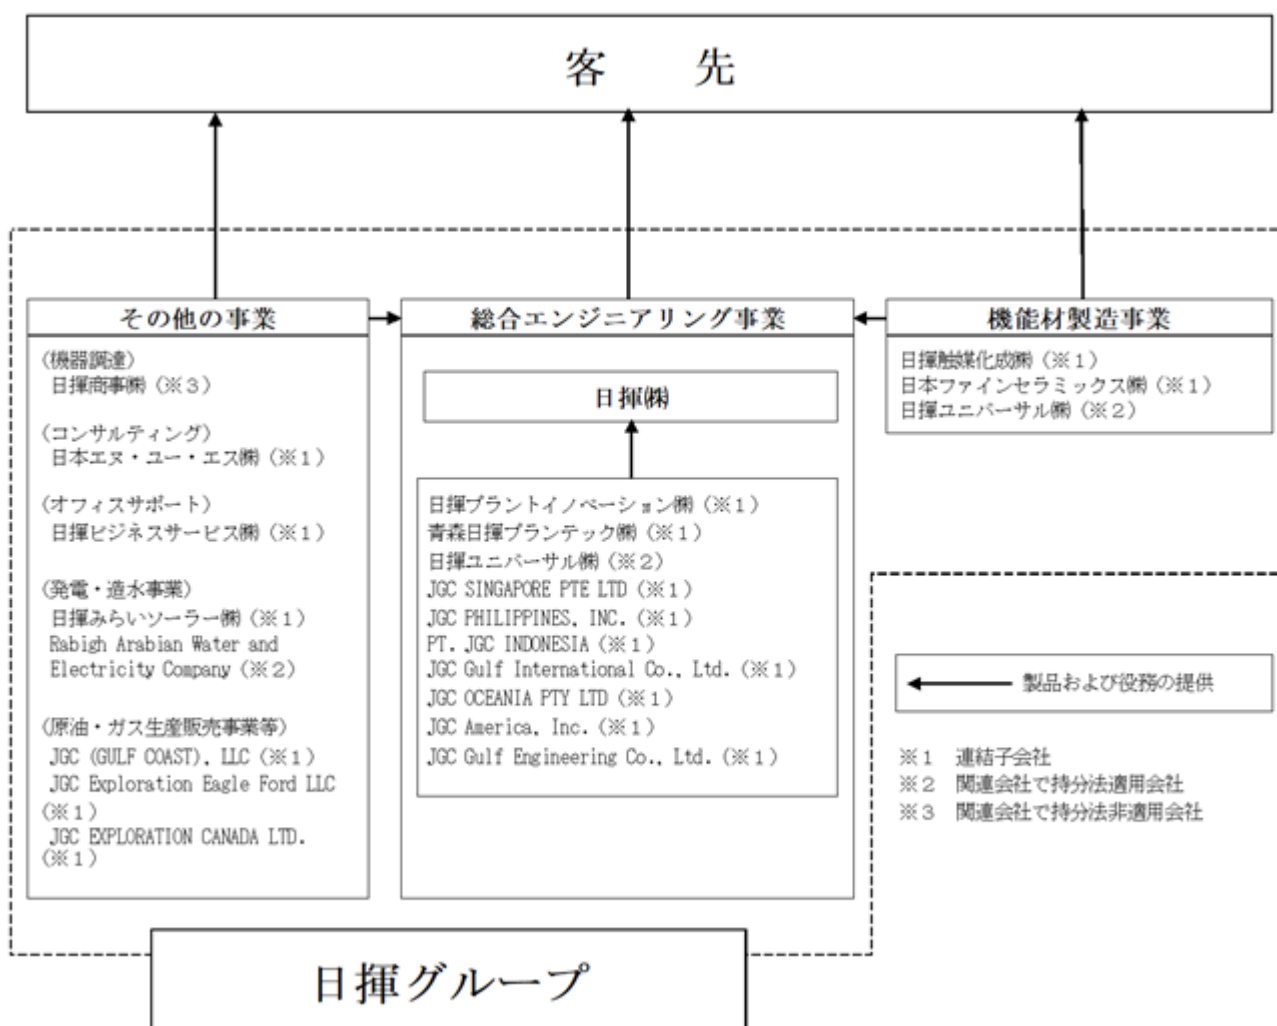 客 先
その他の事業
(機器調達)
日揮商事㈱(※3)
(コンサルティング)
日本エヌ・ユー・エス㈱(※1)
(オフィスサポート)
日揮ビジネスサービス㈱(※1)
(発電・造水事業)
日揮みらいソーラー㈱(※1)
Rabigh Arabian Water and
Electricity Company(※2)
(原油・ガス生産販売事業等)
JGC (GULF COAST), LLC(※1)
JGC Exploration Eagle Ford LLC
(※1)
JGC EXPLORATION CANADA LTD.
(※1)
総合エンジニアリング事業
日揮㈱
日揮プラントイノベーション㈱(※1)
青森日揮プランテック㈱(※1)
日揮ユニバーサル㈱(※2)
JGC SINGAPORE PTE LTD(※1)
JGC PHILIPPINES, INC.(※1)
PT. JGC INDONESIA(※1)
JGC Gulf International Co., Ltd.(※1)
JGC OCEANIA PTY LTD(※1)
JGC America, Inc.(※1)
JGC Gulf Engineering Co., Ltd.(※1)
機能材製造事業
日揮触媒化成㈱(※1)
日本ファインセラミックス㈱(※1)
日揮ユニバーサル㈱(※2)
製品および役務の提供
※1 連結子会社
※2 関連会社で持分法適用会社
※3 関連会社で持分法非適用会社
日揮グループ